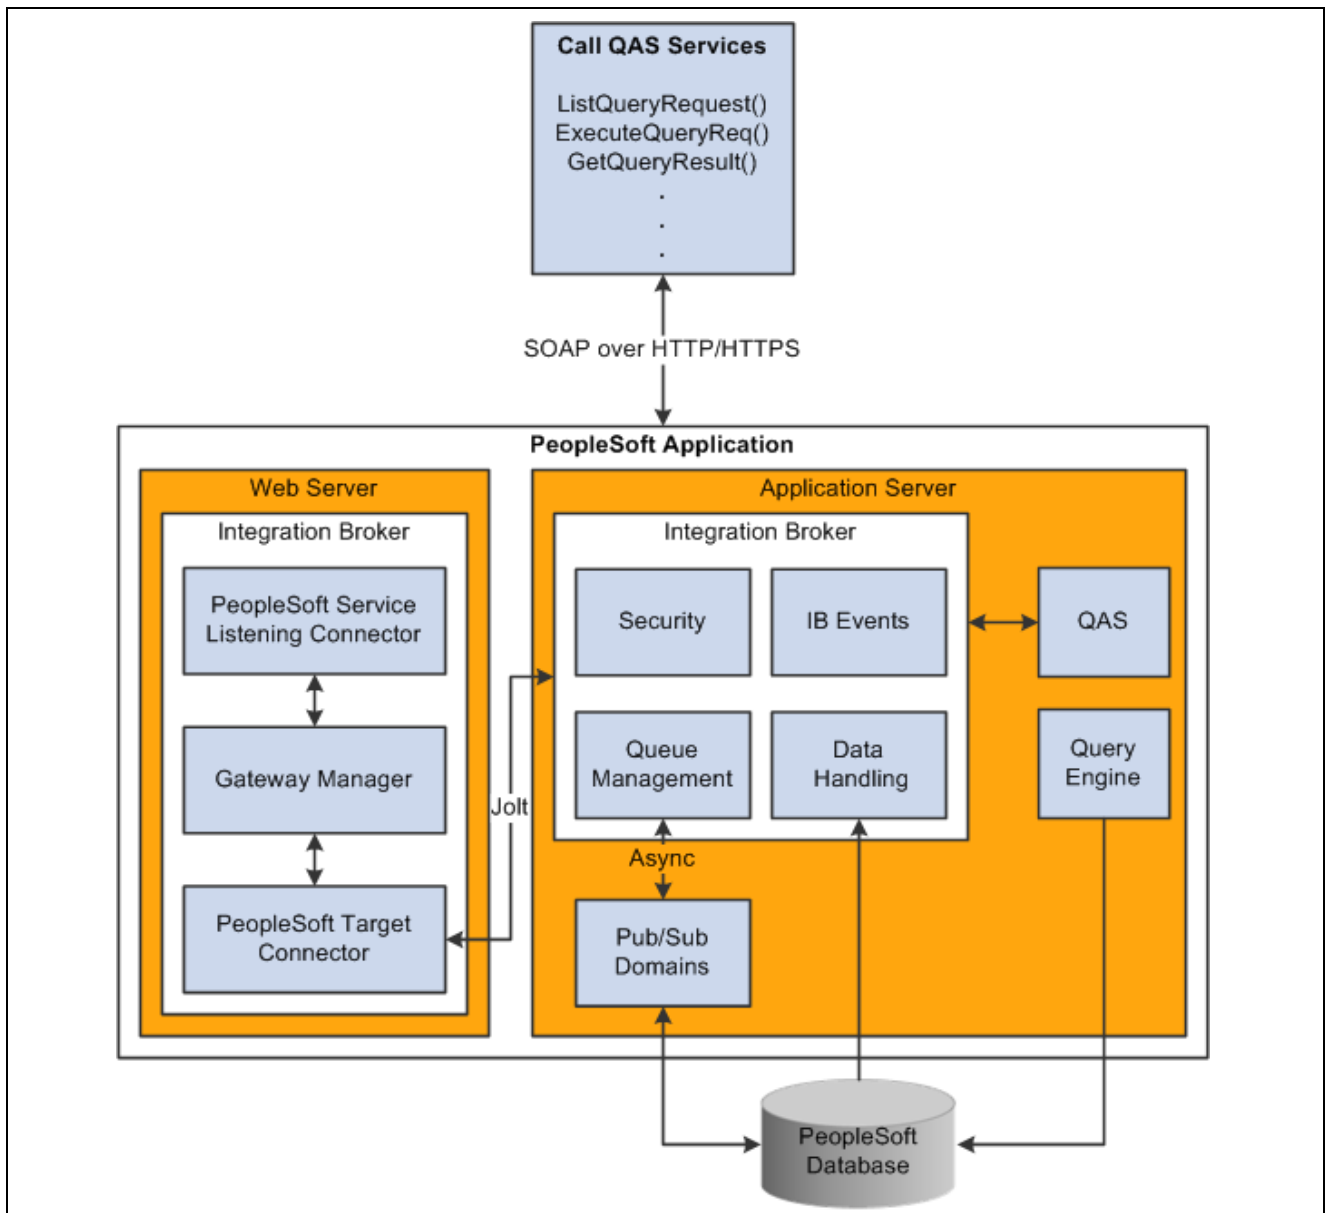 Call QAS Services
ListQueryRequest()
ExecuteQueryReq()
GetQueryResult()
.
.
.
SOAP over HTTP/HTTPS
PeopleSoft Application
Web Server
Integration Broker
PeopleSoft Service
Listening Connector
Gateway Manager
PeopleSoft Target
Connector
Jolt
Application Server
Integration Broker
Security
IB Events
QAS
Queue
Management
Data
Handling
Query
Engine
Async
Pub/Sub
Domains
PeopleSoft
Database